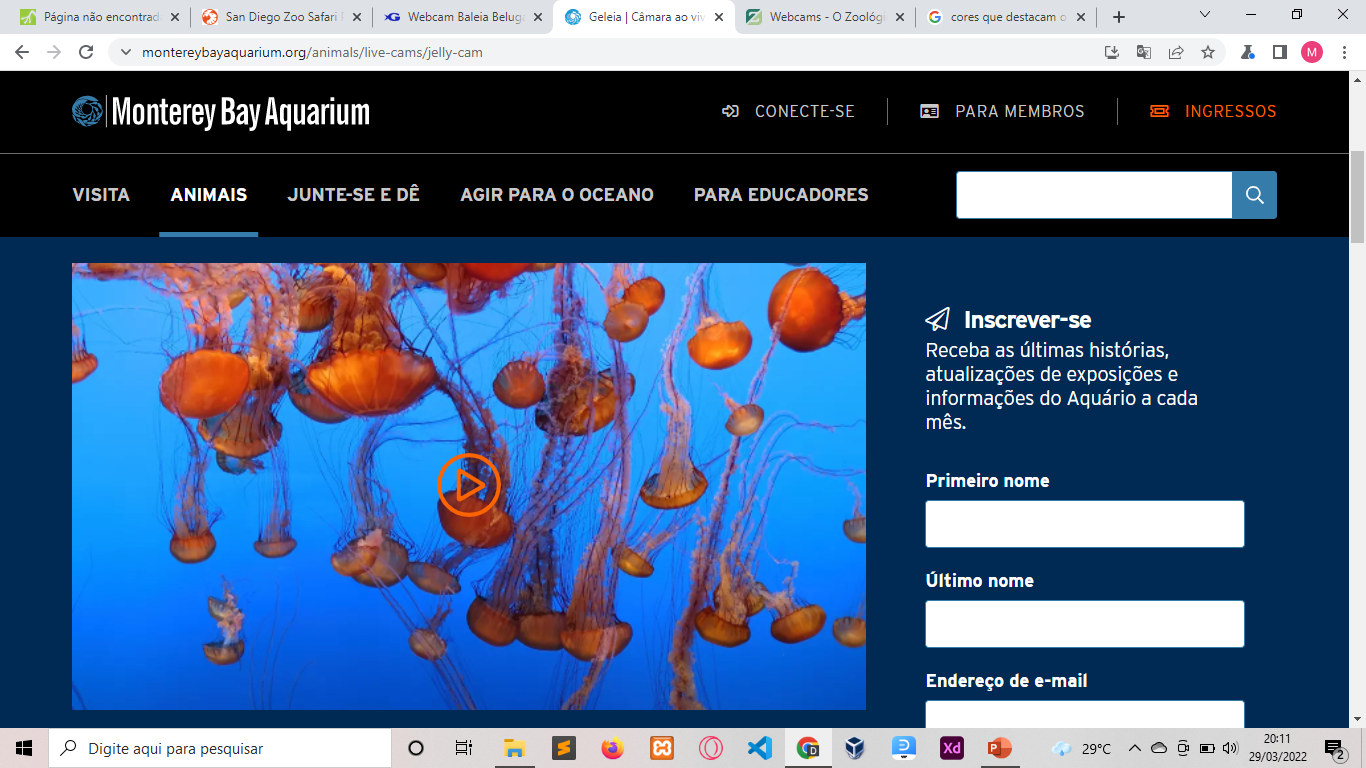 Página não encontrad
San Diego Zoo Safari
Webcam Baleia Belug
Geleia | Câmara ao viv
Webcams - O Zoológi
cores que destacam o
montereybayaquarium.org/animals/live-cams/jelly-cam
M
Monterey Bay Aquarium
CONECTE-SE
PARA MEMBROS
INGRESSOS
VISITA
ANIMAIS
JUNTE-SE E DÊ
AGIR PARA O OCEANO
PARA EDUCADORES
Inscrever-se
Receba as últimas histórias,
atualizações de exposições e
informações do Aquário a cada
mês.
Primeiro nome
Último nome
Endereço de e-mail
Digite aqui para pesquisar
Xd
29°C
20:11
29/03/2022
2